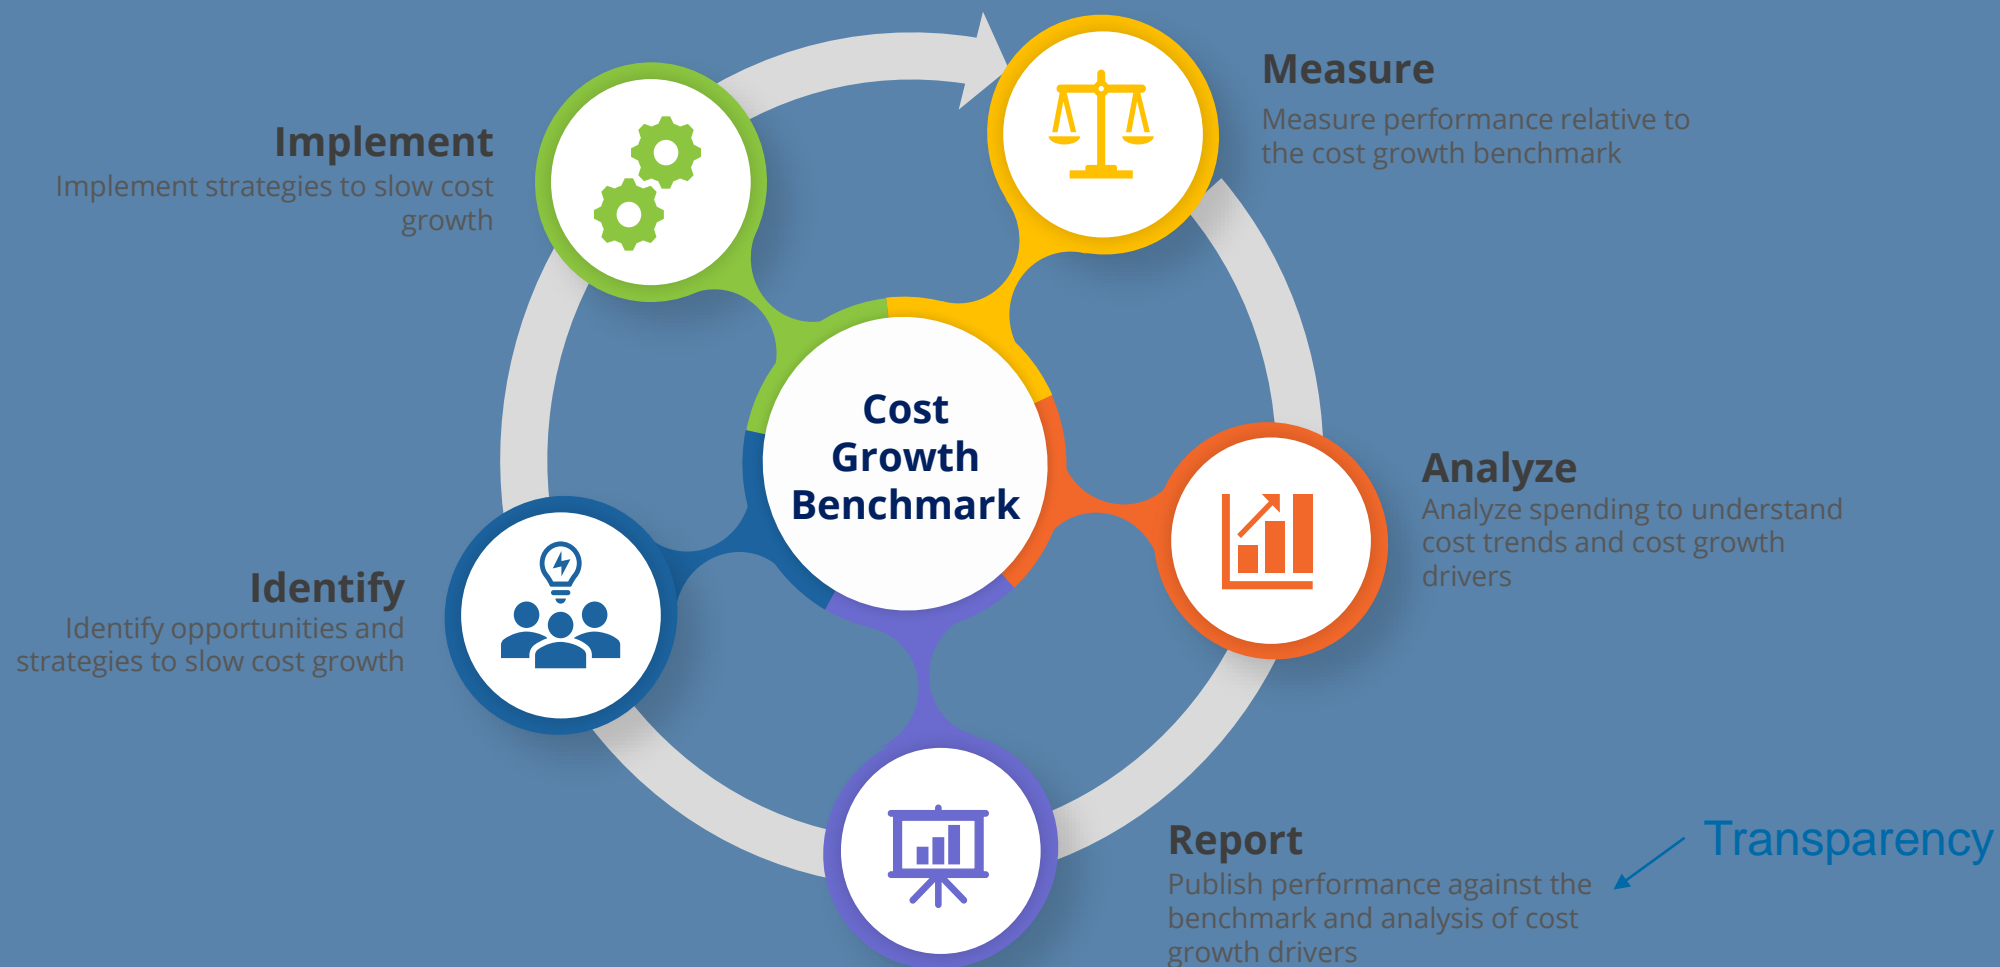 Measure
Measure performance relative to
the cost growth benchmark
Implement
Implement strategies to slow cost
growth
Cost
Growth
Benchmark
Analyze
Analyze spending to understand
cost trends and cost growth
drivers
Identify
Identify opportunities and
strategies to slow cost growth
Report
Publish performance against the
benchmark and analysis of cost
growth drivers
Transparency